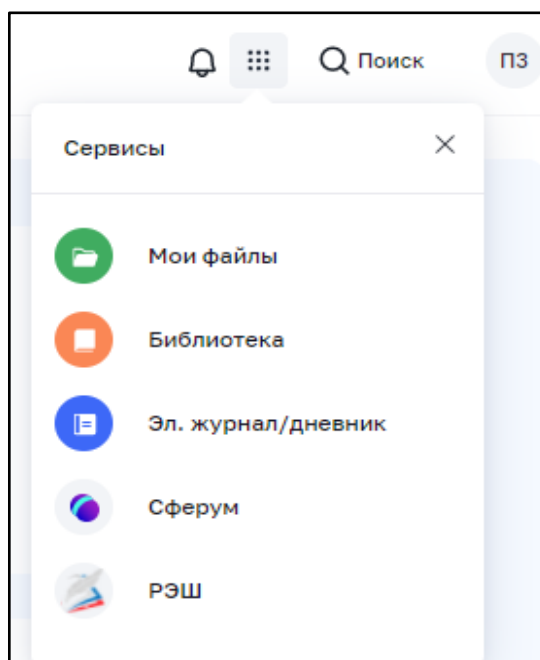 Поиск
ПЗ
Сервисы
Мои файлы
Библиотека
Эл. журнал/дневник
Сферум
РЭШ